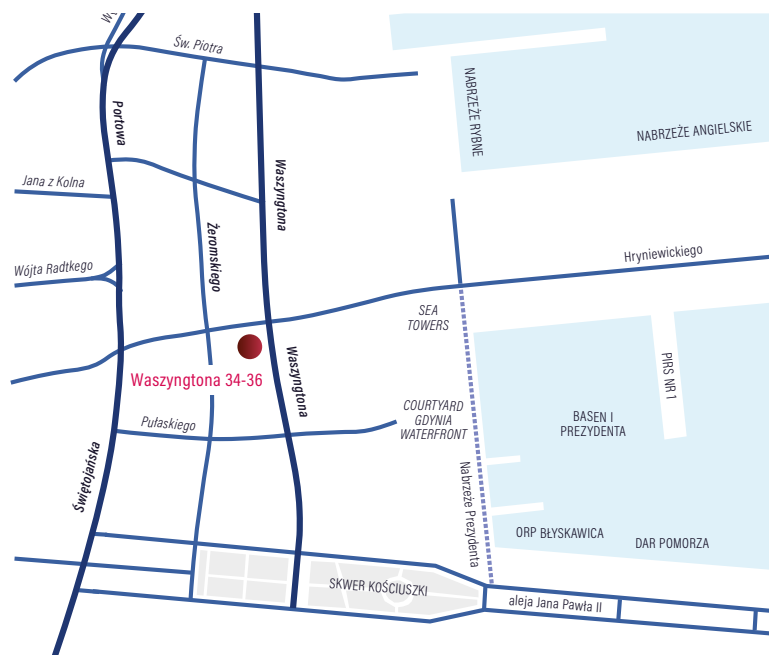 Św. Piotra
Portowa
NABRZEŻE RYBNE
NABRZEŻE ANGIELSKIE
Jana z Kolna
Waszyngtona
Żeromskiego
Wójta Radtkego
Hryniewickiego
SEA
TOWERS
Waszyngtona 34-36
Waszyngtona
PIRS NR 1
COURTYARD
GDYNIA
WATERFRONT
BASEN I
PREZYDENTA
Pułaskiego
Świętojańska
Nabrzeże Prezydenta
ORP BŁYSKAWICA
DAR POMORZA
SKWER KOŚCIUSZKI
aleja Jana Pawła II